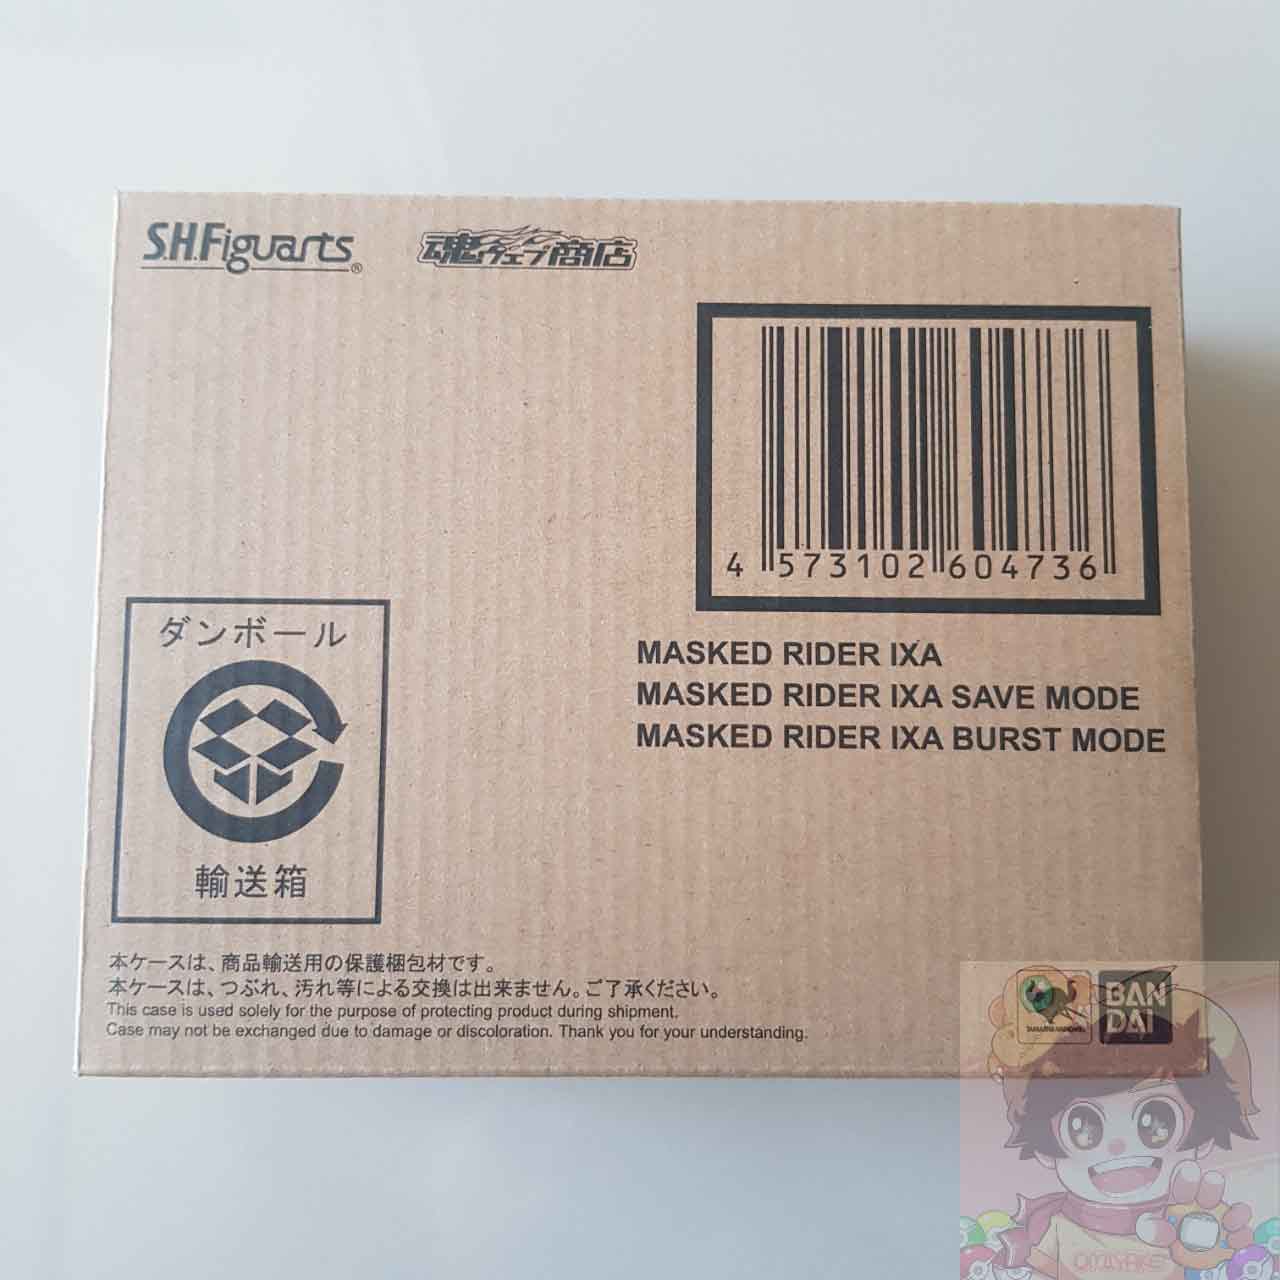 S.H.Figuarts®
魂ウェブ商店
4 573102 604736
MASKED RIDER IXA
MASKED RIDER IXA SAVE MODE
MASKED RIDER IXA BURST MODE
ダンボール
輸送箱
本ケースは、商品輸送用の保護梱包材です。
本ケースは、つぶれ、汚れ等による交換は出来ません。ご了承ください。
This case is used solely for the purpose of protecting product during shipment.
Case may not be exchanged due to damage or discoloration. Thank you for your understanding.
BAN
DAI